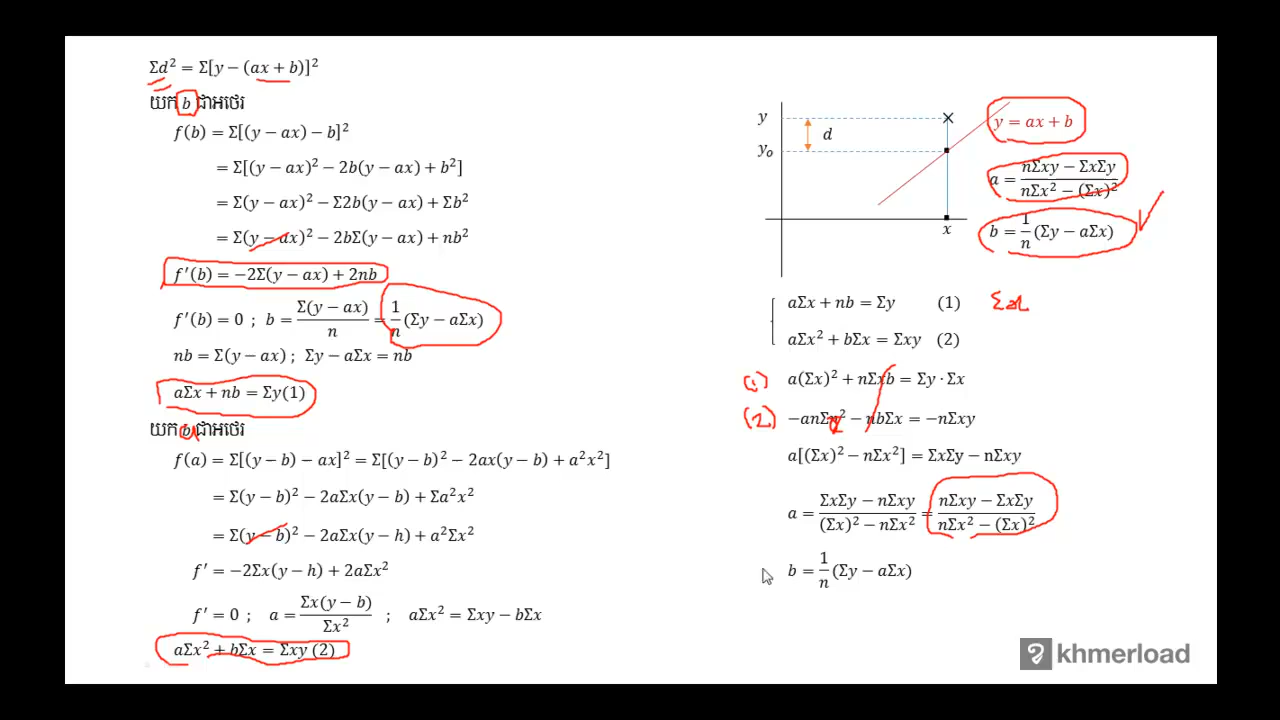 Σd² = Σ[y − (ax + b)]²
យក b ជាអថេរ
f(b) = Σ[(y − ax) − b]²
= Σ[(y − ax)² − 2b(y − ax) + b²]
= Σ(y − ax)² − Σ2b(y − ax) + Σb²
= Σ(y − ax)² − 2bΣ(y − ax) + nb²
f′(b) = −2Σ(y − ax) + 2nb
f′(b) = 0 ; b = Σ(y − ax)/n = 1/n (Σy − aΣx)
nb = Σ(y − ax) ; Σy − aΣx = nb
aΣx + nb = Σy(1)
យក a ជាអថេរ
f(a) = Σ[(y − b) − ax]² = Σ[(y − b)² − 2ax(y − b) + a²x²]
= Σ(y − b)² − 2aΣx(y − b) + Σa²x²
= Σ(y − b)² − 2aΣx(y − h) + a²Σx²
f′ = −2Σx(y − h) + 2aΣx²
f′ = 0 ; a = Σx(y − b)/Σx² ; aΣx² = Σxy − bΣx
aΣx² + bΣx = Σxy (2)
y
d
y₀
x
y = ax + b
a = (nΣxy − ΣxΣy)/(nΣx² − (Σx)²)
b = 1/n (Σy − aΣx)
aΣx + nb = Σy (1) Σx
aΣx² + bΣx = Σxy (2)
(1) a(Σx)² + nΣxb = Σy · Σx
(2) −anΣx² − nbΣx = −nΣxy
a[(Σx)² − nΣx²] = ΣxΣy − nΣxy
a = (ΣxΣy − nΣxy)/((Σx)² − nΣx²) = (nΣxy − ΣxΣy)/(nΣx² − (Σx)²)
b = 1/n (Σy − aΣx)
khmerload